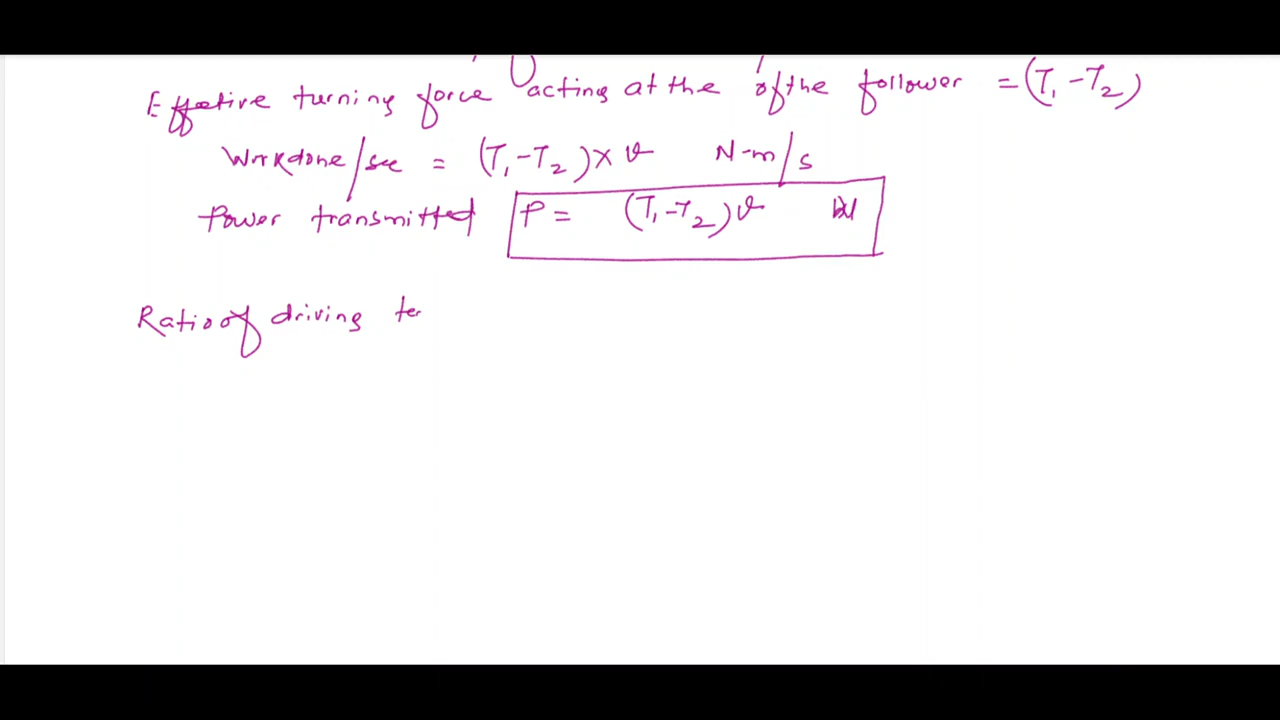 Effective turning force acting at the of the follower = (T₁-T₂)
Workdone/sec = (T₁-T₂)×v N-m/s
Power transmitted P = (T₁-T₂)v W
Ratio of driving te